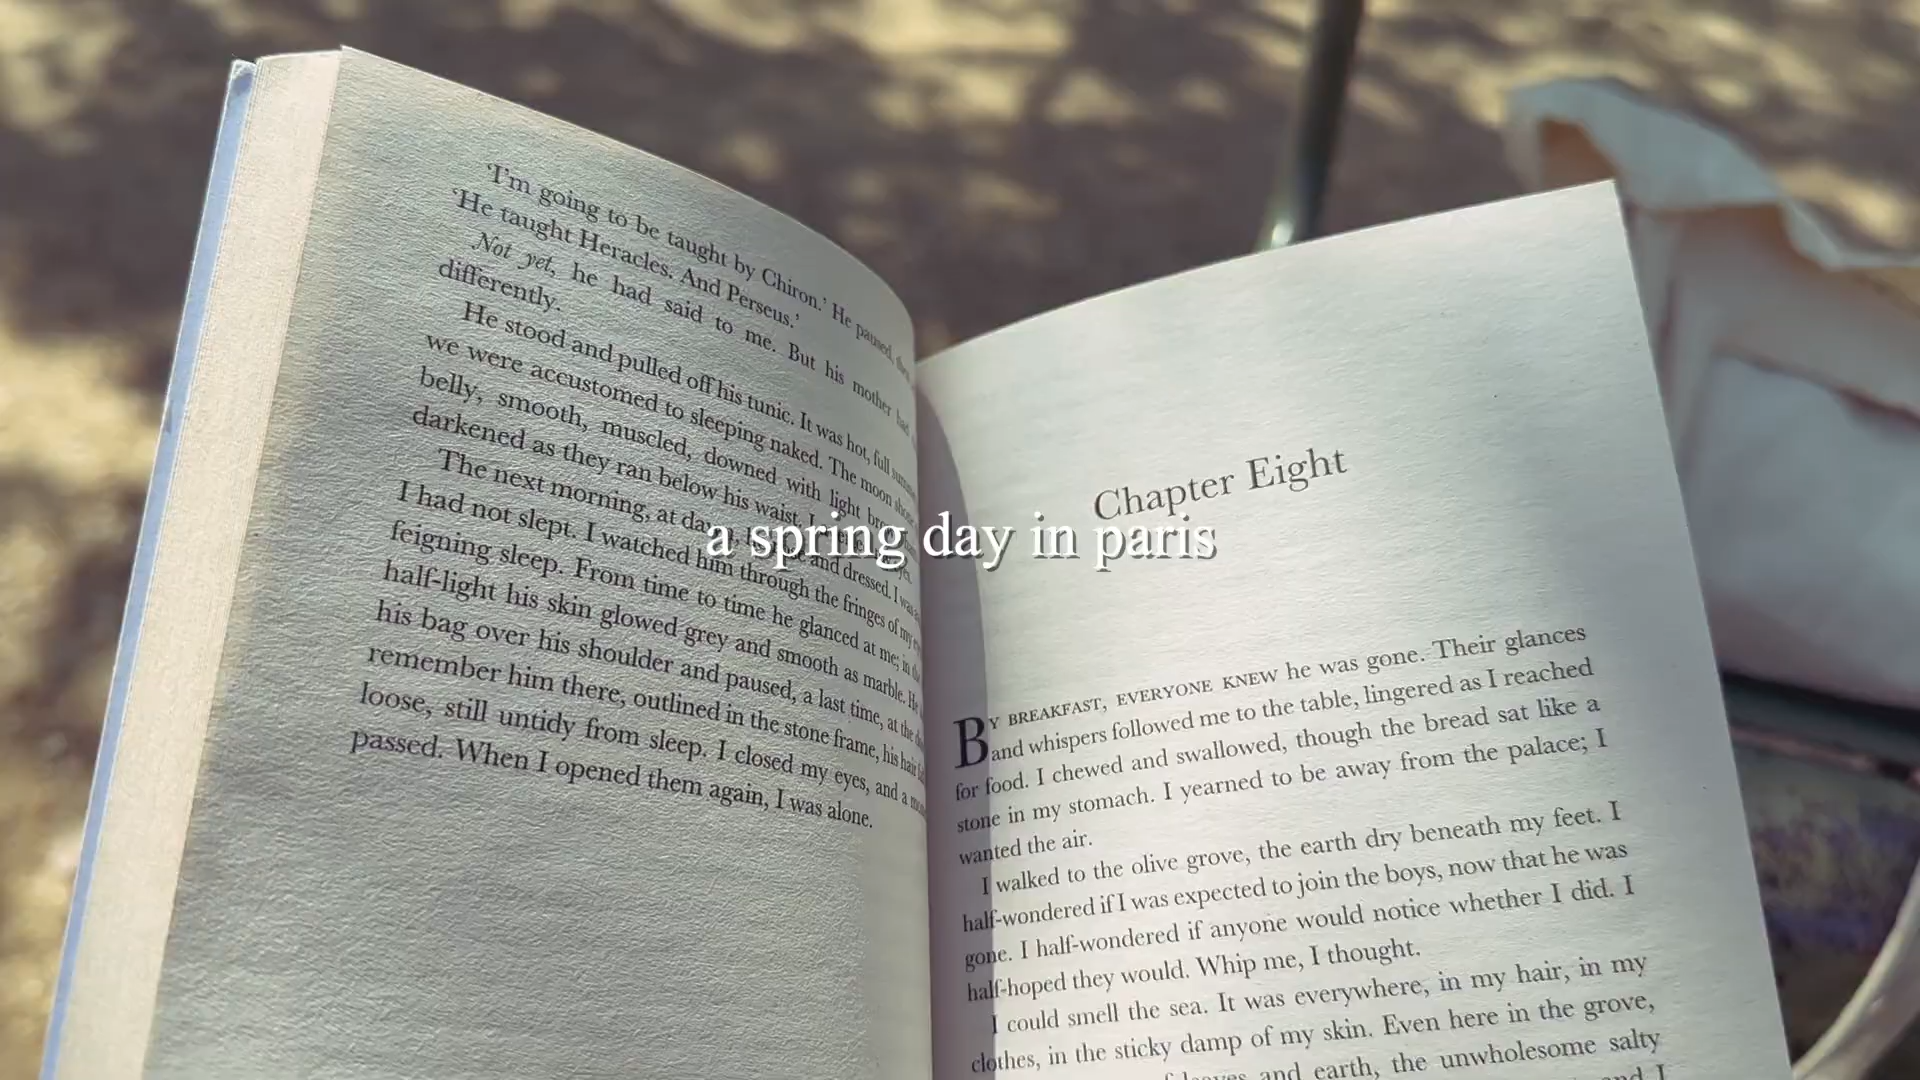 'I'm going to be taught by Chiron.' He paused,
'He taught Heracles. And Perseus.'
Not yet, he had said to me. But his mother had
differently.
He stood and pulled off his tunic. It was hot, full
we were accustomed to sleeping naked. The moon
belly, smooth, muscled, downed with light
darkened as they ran below his waist. I
The next morning, at and dressed. I was
I had not slept. I watched him through the fringes of my
feigning sleep. From time to time he glanced at me; in the
half-light his skin glowed grey and smooth as marble. He
his bag over his shoulder and paused, a last time, at the
remember him there, outlined in the stone frame, his hair
loose, still untidy from sleep. I closed my eyes, and a
passed. When I opened them again, I was alone.
a spring day in paris
Chapter Eight
BY BREAKFAST, EVERYONE KNEW he was gone. Their glances
and whispers followed me to the table, lingered as I reached
for food. I chewed and swallowed, though the bread sat like a
stone in my stomach. I yearned to be away from the palace; I
wanted the air.
I walked to the olive grove, the earth dry beneath my feet. I
half-wondered if I was expected to join the boys, now that he was
gone. I half-wondered if anyone would notice whether I did. I
half-hoped they would. Whip me, I thought.
I could smell the sea. It was everywhere, in my hair, in my
clothes, in the sticky damp of my skin. Even here in the grove,
and earth, the unwholesome salty
and I